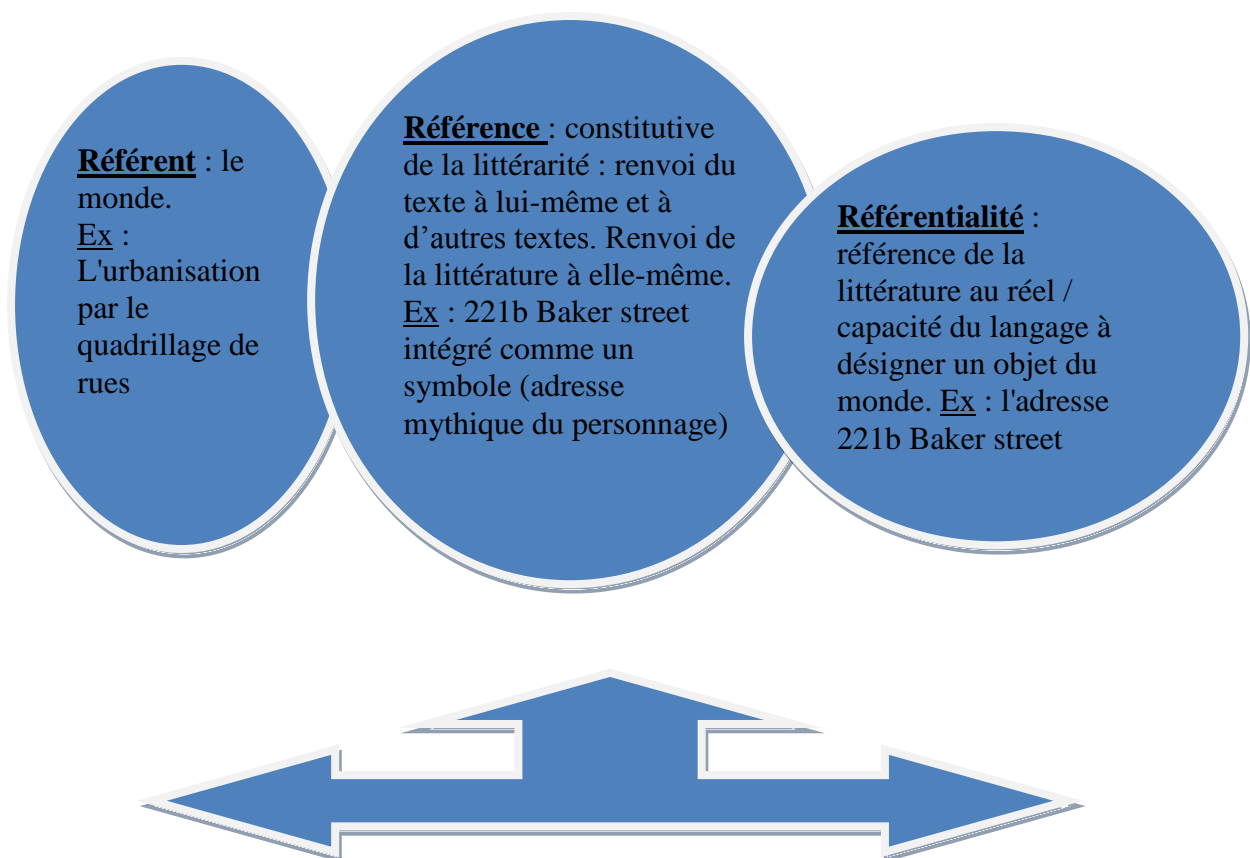 Référent : le
monde.
Ex :
L'urbanisation
par le
quadrillage de
rues
Référence : constitutive
de la littérarité : renvoi du
texte à lui-même et à
d’autres textes. Renvoi de
la littérature à elle-même.
Ex : 221b Baker street
intégré comme un
symbole (adresse
mythique du personnage)
Référentialité :
référence de la
littérature au réel /
capacité du langage à
désigner un objet du
monde. Ex : l'adresse
221b Baker street